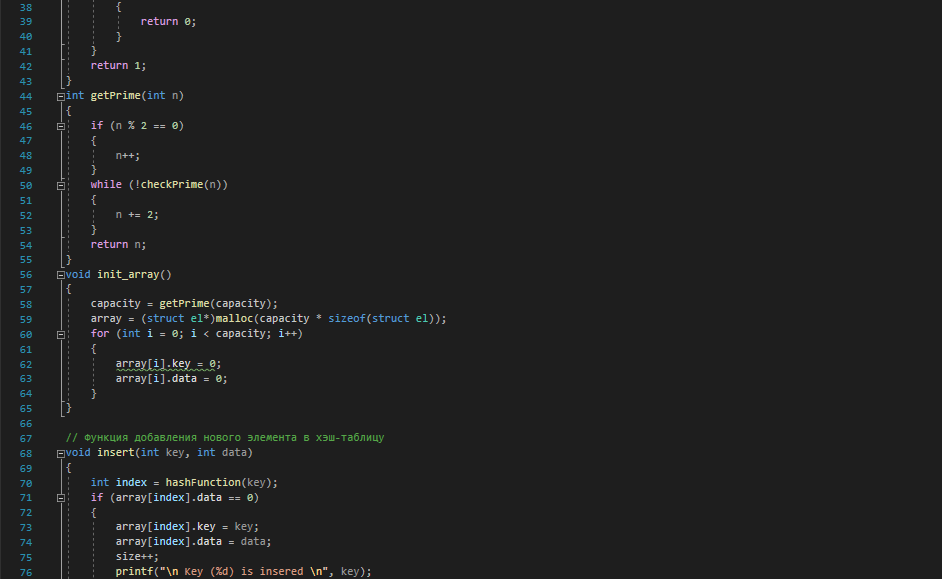 38 {
39 return 0;
40 }
41 }
42 return 1;
43 }
44 int getPrime(int n)
45 {
46 if (n % 2 == 0)
47 {
48 n++;
49 }
50 while (!checkPrime(n))
51 {
52 n += 2;
53 }
54 return n;
55 }
56 void init_array()
57 {
58 capacity = getPrime(capacity);
59 array = (struct el*)malloc(capacity * sizeof(struct el));
60 for (int i = 0; i < capacity; i++)
61 {
62 array[i].key = 0;
63 array[i].data = 0;
64 }
65 }
66
67 // Функция добавления нового элемента в хэш-таблицу
68 void insert(int key, int data)
69 {
70 int index = hashFunction(key);
71 if (array[index].data == 0)
72 {
73 array[index].key = key;
74 array[index].data = data;
75 size++;
76 printf("\n Key (%d) is insered \n", key);